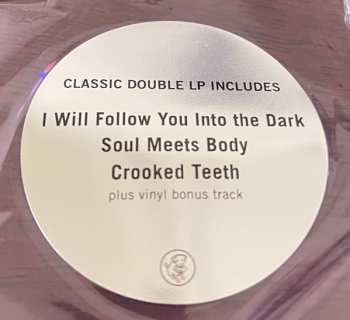 CLASSIC DOUBLE LP INCLUDES
I Will Follow You Into the Dark
Soul Meets Body
Crooked Teeth
plus vinyl bonus track